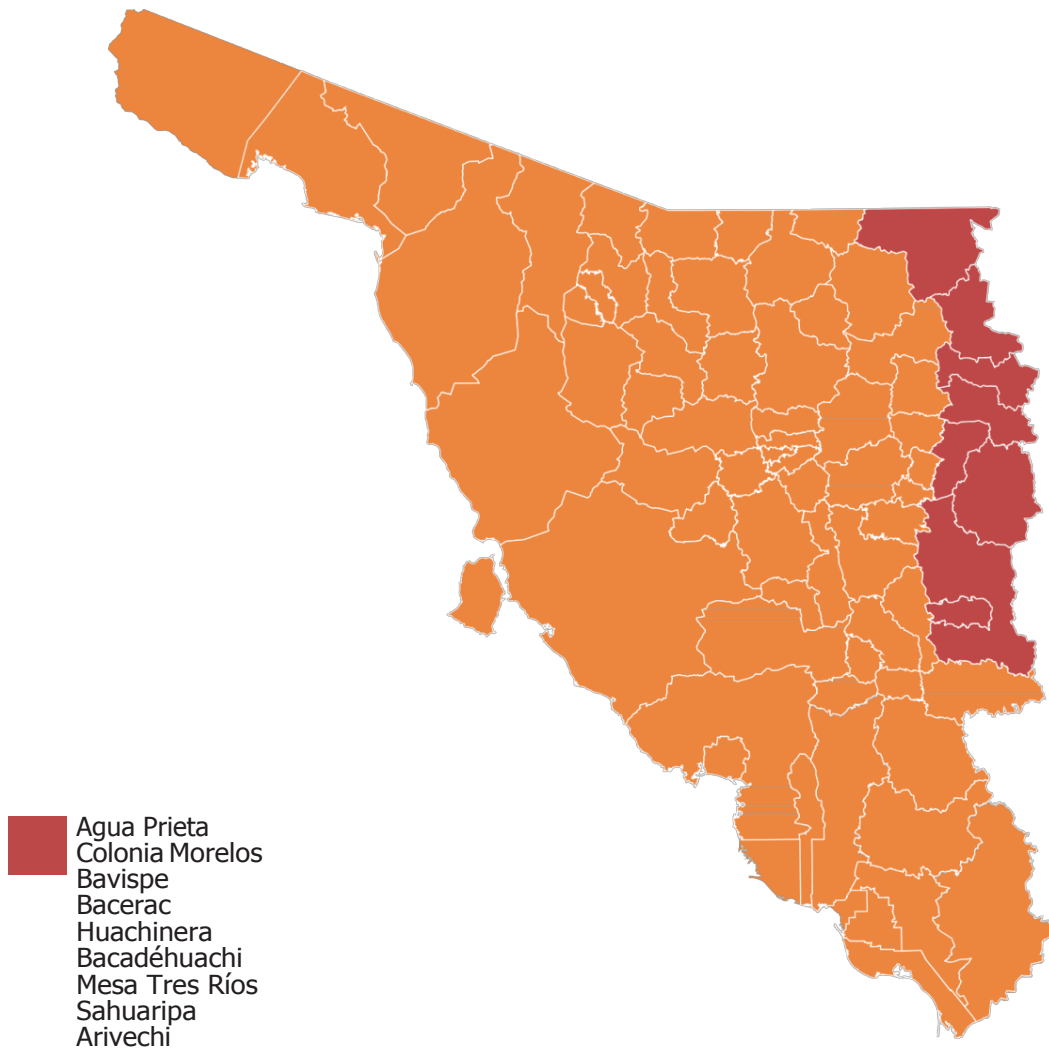 Agua Prieta
Colonia Morelos
Bavispe
Bacerac
Huachinera
Bacadéhuachi
Mesa Tres Ríos
Sahuaripa
Arivechi